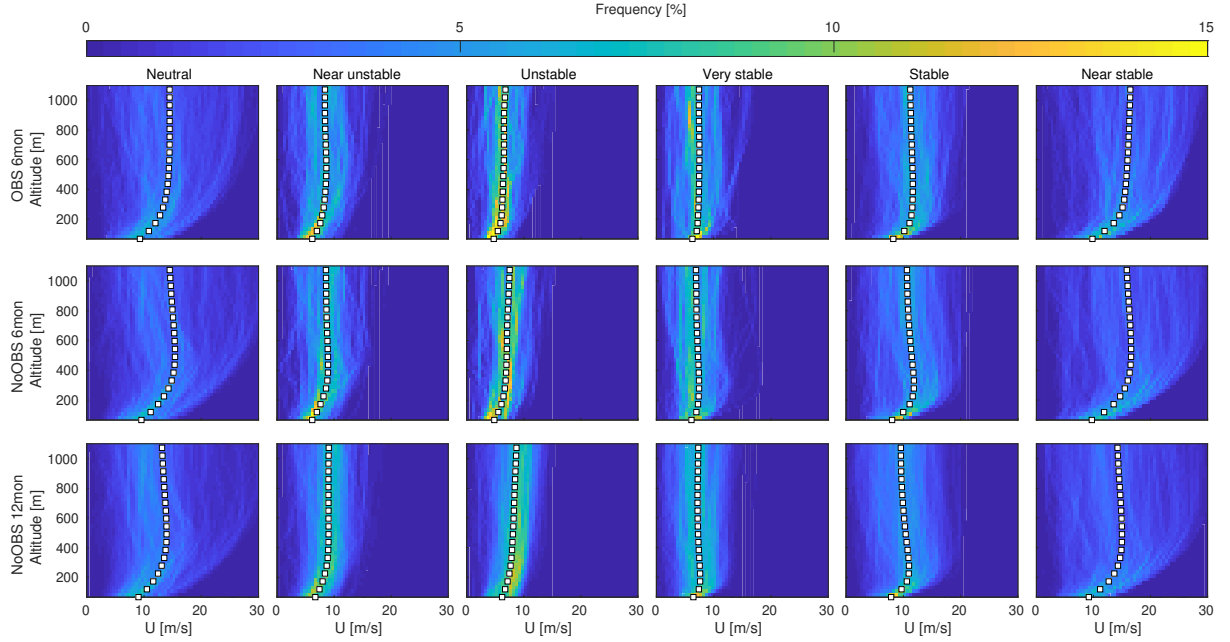 Frequency [%]
0 5 10 15
Neutral Near unstable Unstable Very stable Stable Near stable
OBS 6mon
Altitude [m]
1000
800
600
400
200
NoOBS 6mon
Altitude [m]
1000
800
600
400
200
NoOBS 12mon
Altitude [m]
1000
800
600
400
200
0 10 20 30 0 10 20 30 0 10 20 30 0 10 20 30 0 10 20 30 0 10 20 30
U [m/s] U [m/s] U [m/s] U [m/s] U [m/s] U [m/s]